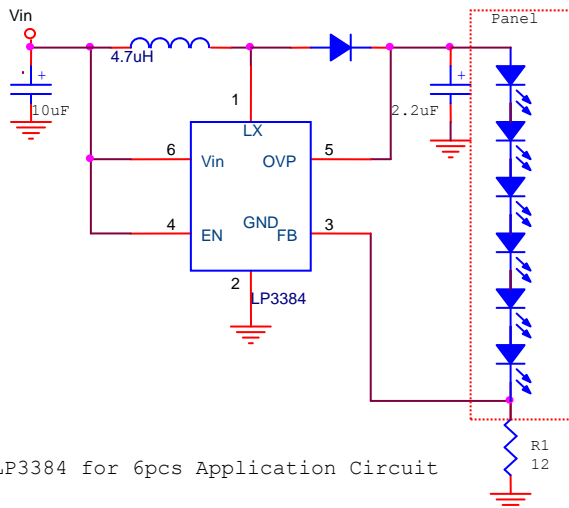 Vin
Panel
4.7uH
+
10uF
+
2.2uF
1
LX
6
Vin
OVP
5
4
EN
GND
FB
3
2
LP3384
R1
12
LP3384 for 6pcs Application Circuit